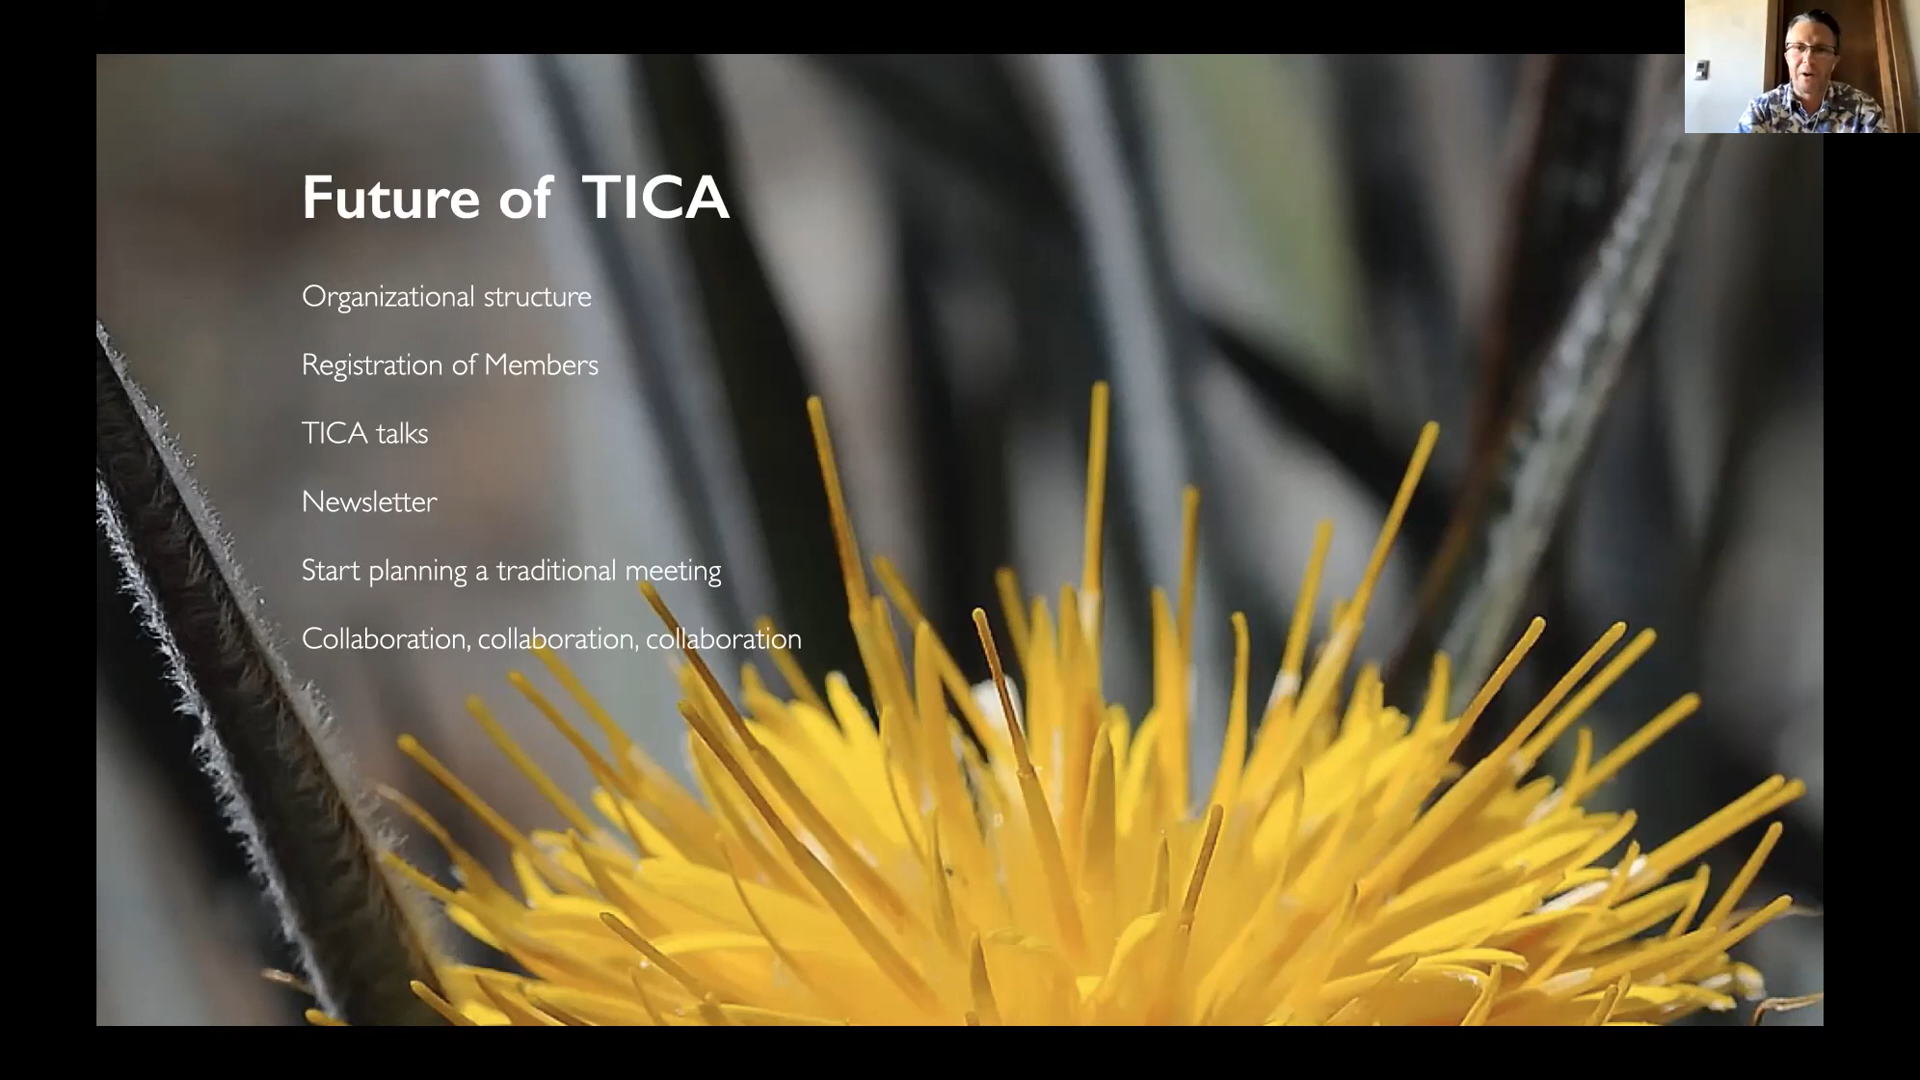 Future of TICA
Organizational structure
Registration of Members
TICA talks
Newsletter
Start planning a traditional meeting
Collaboration, collaboration, collaboration